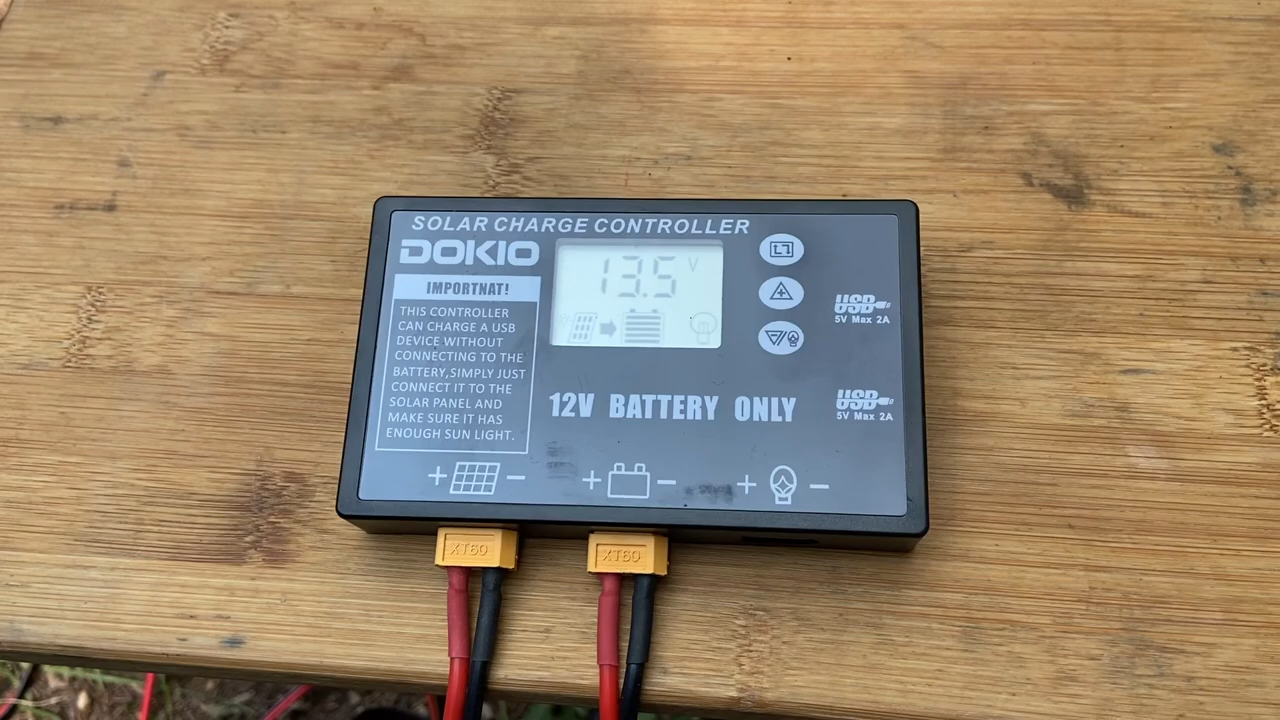 SOLAR CHARGE CONTROLLER
DOKIO
IMPORTNAT!
THIS CONTROLLER
CAN CHARGE A USB
DEVICE WITHOUT
CONNECTING TO THE
BATTERY,SIMPLY JUST
CONNECT IT TO THE
SOLAR PANEL AND
MAKE SURE IT HAS
ENOUGH SUN LIGHT.
13.5 V
USB
5V Max 2A
USB
5V Max 2A
12V BATTERY ONLY
+ −
+ −
+ −
XT60
XT60